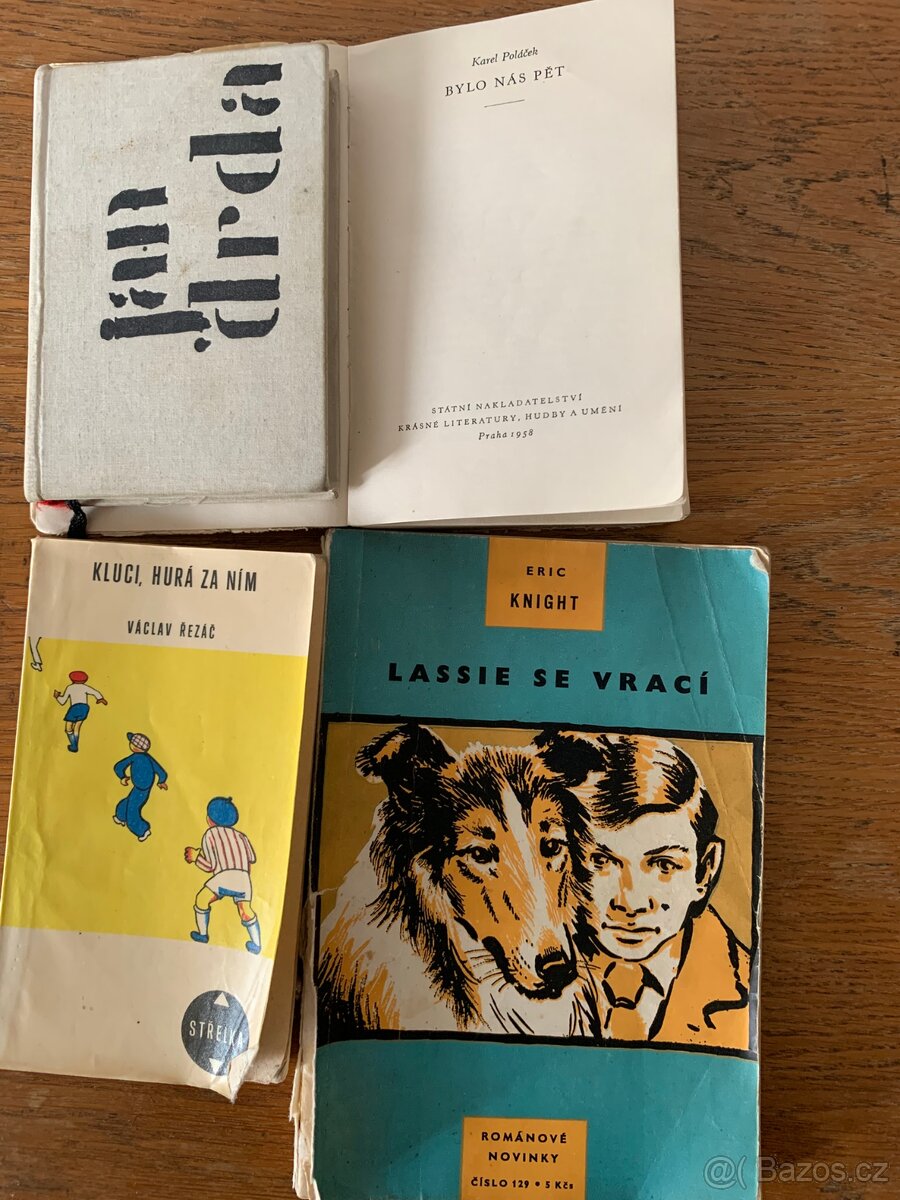 jan
drda
Karel Poláček
BYLO NÁS PĚT
STÁTNÍ NAKLADATELSTVÍ
KRÁSNÉ LITERATURY, HUDBY A UMĚNÍ
Praha 1958
KLUCI, HURÁ ZA NÍM
VÁCLAV ŘEZÁČ
STŘELKA
ERIC
KNIGHT
LASSIE SE VRACÍ
ROMÁNOVÉ
NOVINKY
ČÍSLO 129 • 5 Kčs
@( Bazos.cz